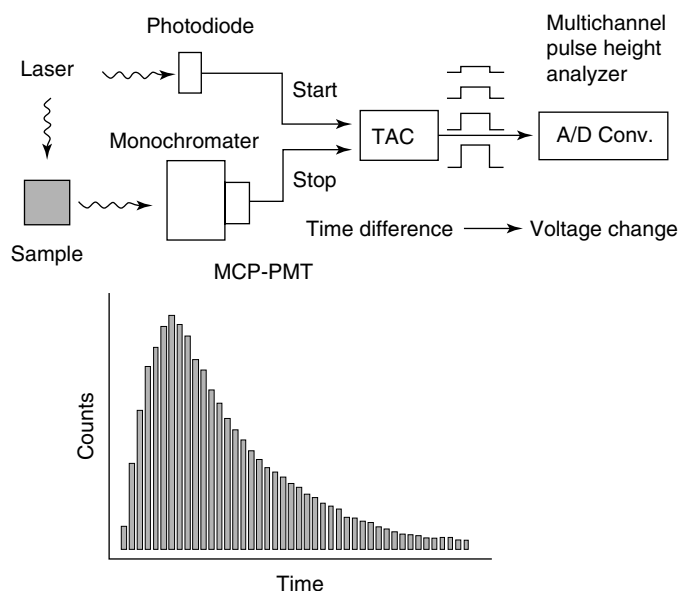 Photodiode
Multichannel
pulse height
analyzer
Laser
Start
TAC
A/D Conv.
Monochromater
Stop
Sample
Time difference
Voltage change
MCP-PMT
Counts
Time